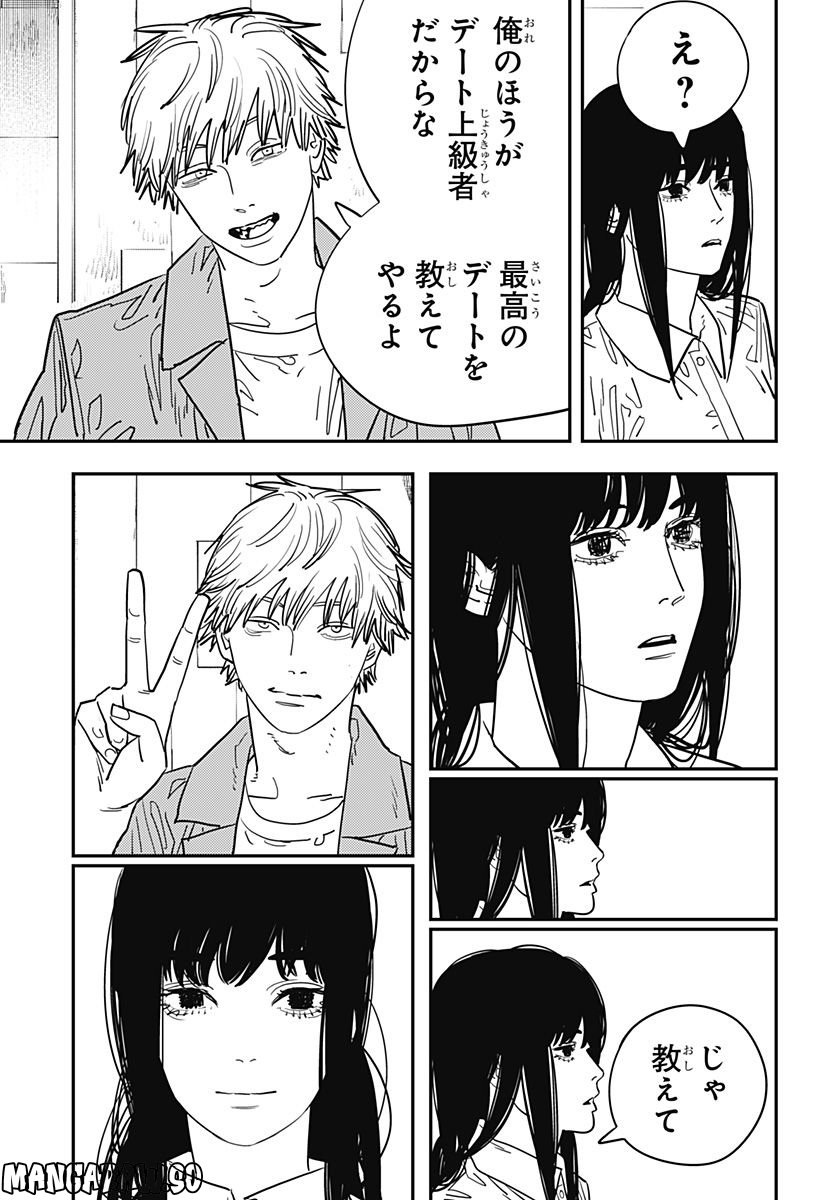 え？
俺のほうが
デート上級者
だからな
最高の
デートを
教えて
やるよ
じゃ
教えて